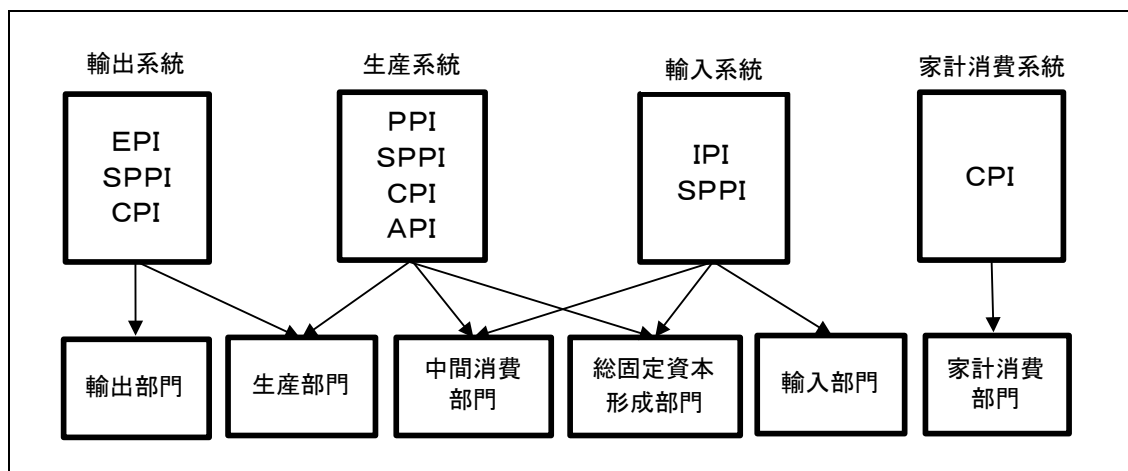 輸出系統
生産系統
輸入系統
家計消費系統
EPI
SPPI
CPI
PPI
SPPI
CPI
API
IPI
SPPI
CPI
輸出部門
生産部門
中間消費
部門
総固定資本
形成部門
輸入部門
家計消費
部門